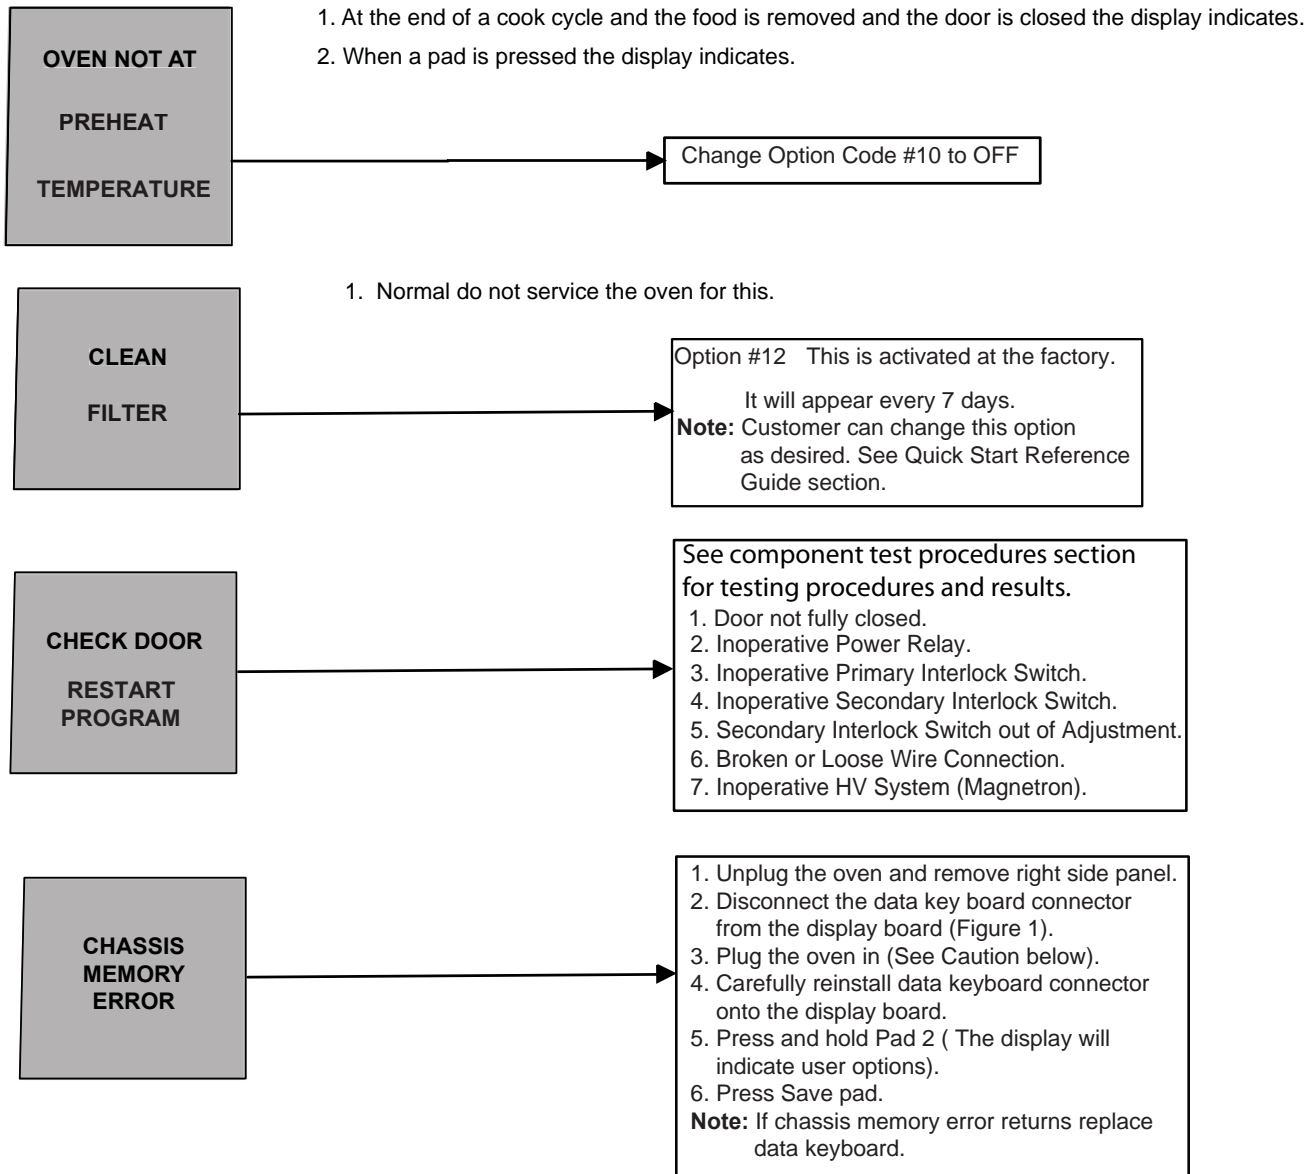 OVEN NOT AT
PREHEAT
TEMPERATURE
1. At the end of a cook cycle and the food is removed and the door is closed the display indicates.
2. When a pad is pressed the display indicates.
Change Option Code #10 to OFF
CLEAN
FILTER
1. Normal do not service the oven for this.
Option #12 This is activated at the factory.
It will appear every 7 days.
Note: Customer can change this option
as desired. See Quick Start Reference
Guide section.
CHECK DOOR
RESTART
PROGRAM
See component test procedures section
for testing procedures and results.
1. Door not fully closed.
2. Inoperative Power Relay.
3. Inoperative Primary Interlock Switch.
4. Inoperative Secondary Interlock Switch.
5. Secondary Interlock Switch out of Adjustment.
6. Broken or Loose Wire Connection.
7. Inoperative HV System (Magnetron).
CHASSIS
MEMORY
ERROR
1. Unplug the oven and remove right side panel.
2. Disconnect the data key board connector
from the display board (Figure 1).
3. Plug the oven in (See Caution below).
4. Carefully reinstall data keyboard connector
onto the display board.
5. Press and hold Pad 2 ( The display will
indicate user options).
6. Press Save pad.
Note: If chassis memory error returns replace
data keyboard.